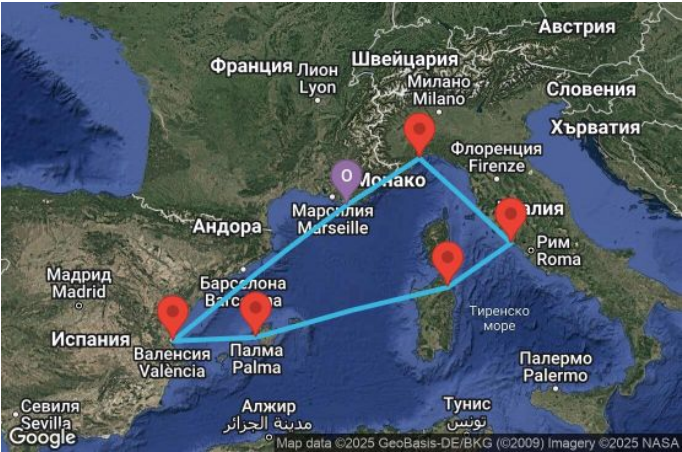 Австрия
Швейцария
Франция
Лион
Lyon
Милано
Milano
Словения
Хърватия
Флоренция
Firenze
O
Монако
Италия
Марсилия
Marseille
Андора
Рим
Roma
Мадрид
Madrid
Барселона
Barcelona
Тиренско
море
Испания
Валенсия
València
Палма
Palma
Палермо
Palermo
Севиля
Sevilla
Алжир
مدينة الجزائر
Тунис
تونس
Google
Map data ©2025 GeoBasis-DE/BKG (©2009) Imagery ©2025 NASA